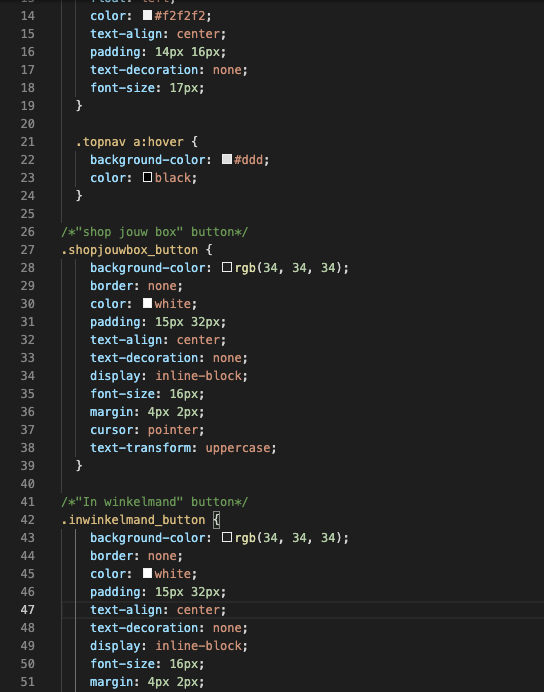 13 float: left;
14 color: #f2f2f2;
15 text-align: center;
16 padding: 14px 16px;
17 text-decoration: none;
18 font-size: 17px;
19 }
20
21 .topnav a:hover {
22 background-color: #ddd;
23 color: black;
24 }
25
26 /*"shop jouw box" button*/
27 .shopjouwbox_button {
28 background-color: rgb(34, 34, 34);
29 border: none;
30 color: white;
31 padding: 15px 32px;
32 text-align: center;
33 text-decoration: none;
34 display: inline-block;
35 font-size: 16px;
36 margin: 4px 2px;
37 cursor: pointer;
38 text-transform: uppercase;
39 }
40
41 /*"In winkelmand" button*/
42 .inwinkelmand_button {
43 background-color: rgb(34, 34, 34);
44 border: none;
45 color: white;
46 padding: 15px 32px;
47 text-align: center;
48 text-decoration: none;
49 display: inline-block;
50 font-size: 16px;
51 margin: 4px 2px;